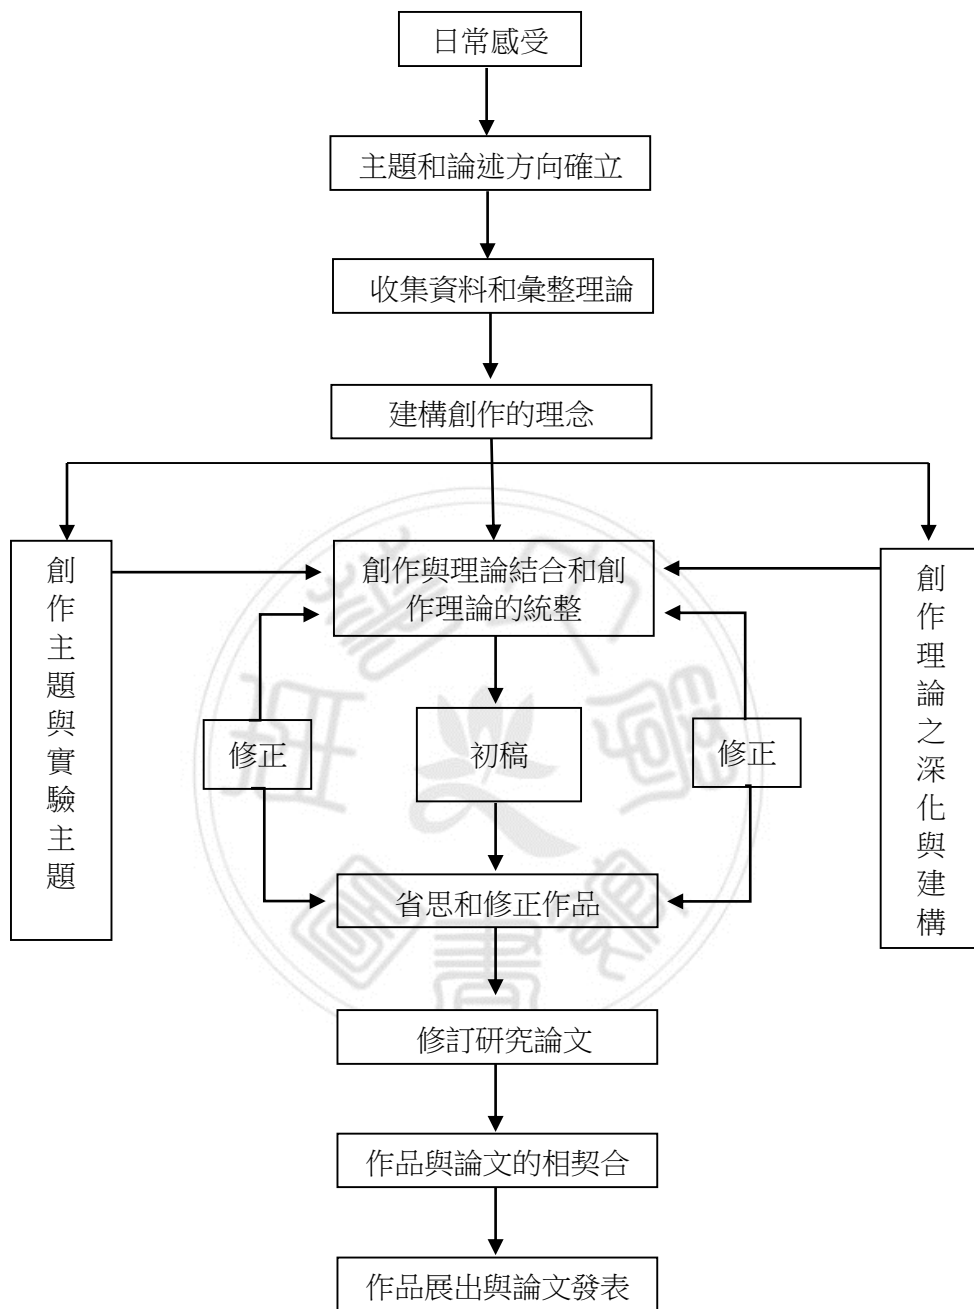 日常感受
主題和論述方向確立
收集資料和彙整理論
建構創作的理念
創作主題與實驗主題
創作與理論結合和創
作理論的統整
創作理論之深化與建構
修正
初稿
修正
省思和修正作品
修訂研究論文
作品與論文的相契合
作品展出與論文發表